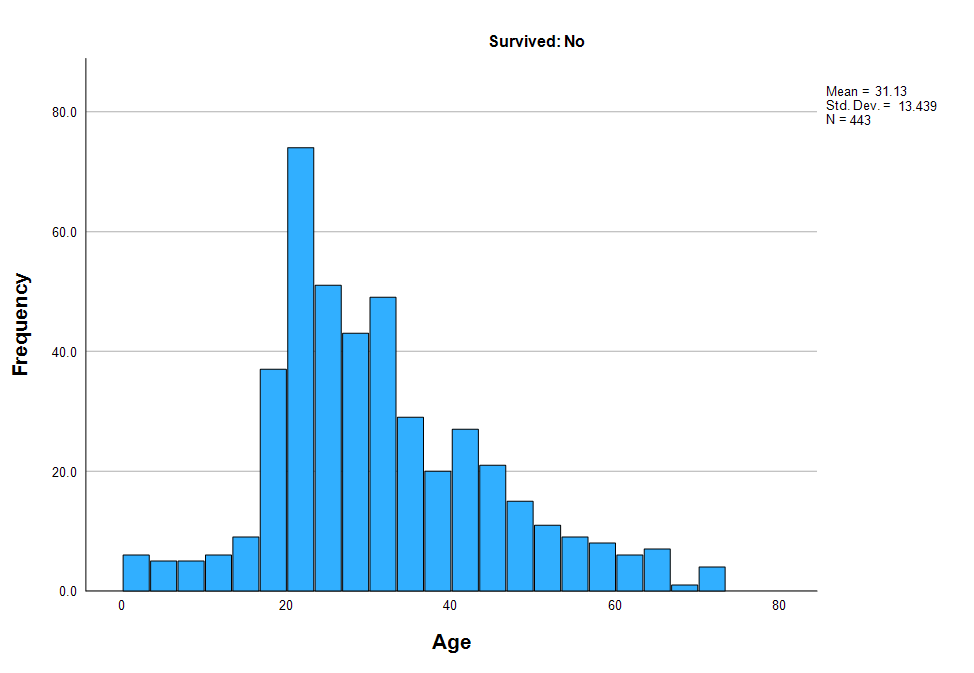 Survived: No
Mean = 31.13
Std. Dev. = 13.439
N = 443
80.0
60.0
40.0
20.0
0.0
Frequency
0 20 40 60 80
Age